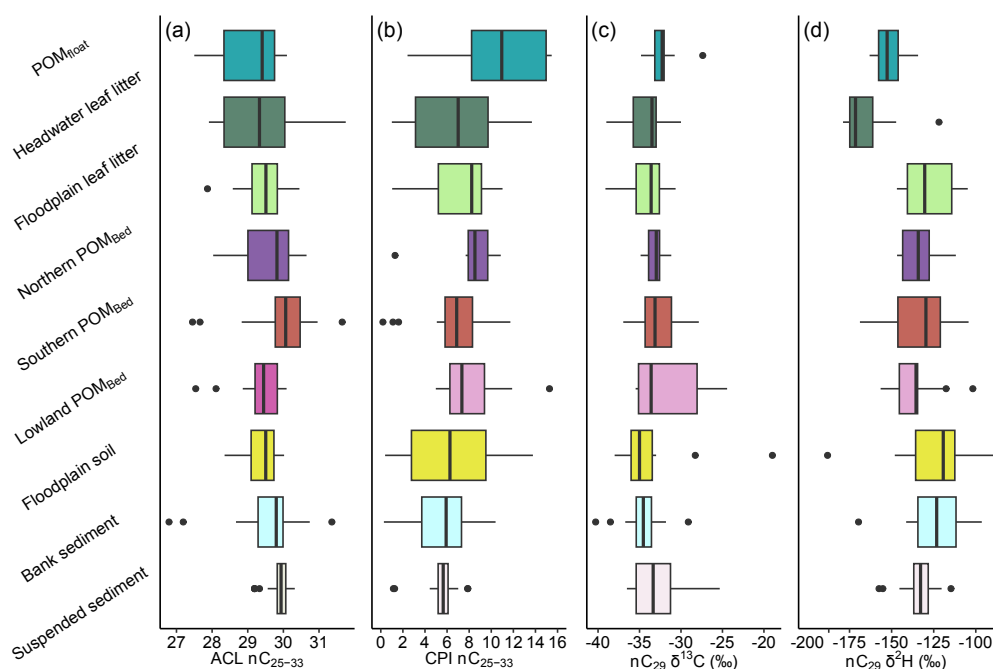 (a) (b) (c) (d)
POMfloat
Headwater leaf litter
Floodplain leaf litter
Northern POMBed
Southern POMBed
Lowland POMBed
Floodplain soil
Bank sediment
Suspended sediment
27 28 29 30 31 0 2 4 6 8 10 12 14 16 -40 -30 -20 -200 -175 -150 -125 -100
ACL nC25−33 CPI nC25−33 nC29 δ13C (‰) nC29 δ2H (‰)